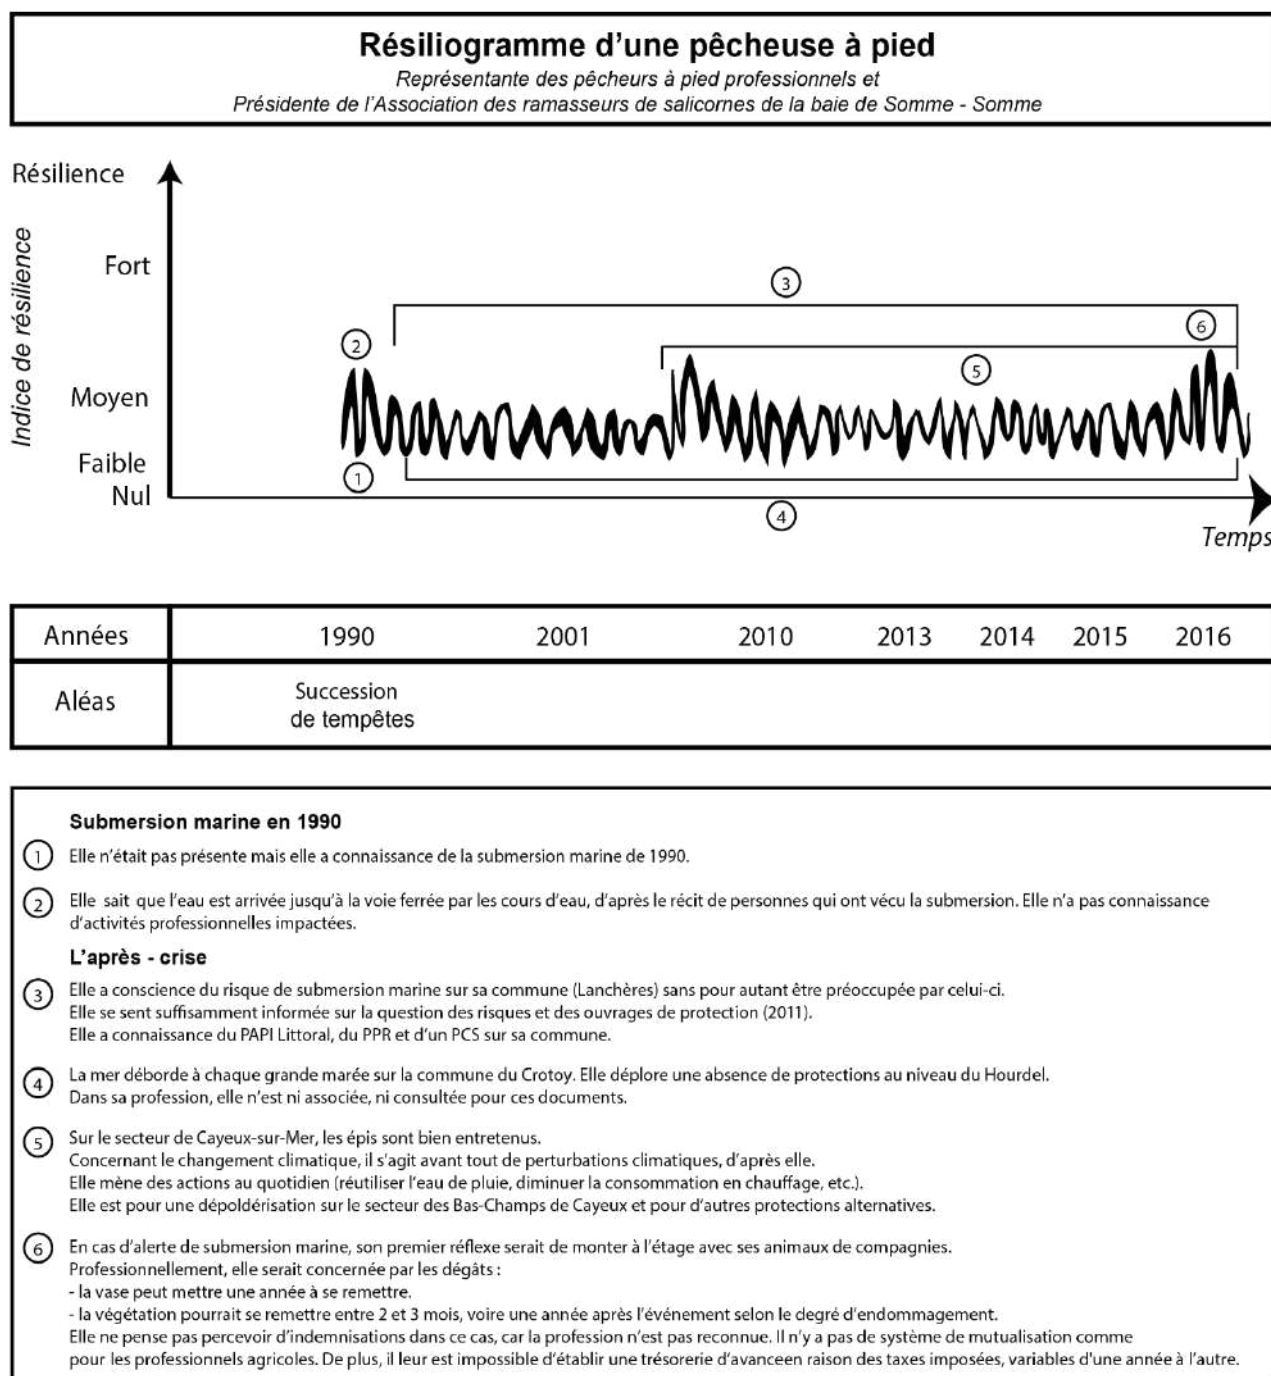 Résiliogramme d'une pêcheuse à pied
Représentante des pêcheurs à pied professionnels et
Présidente de l'Association des ramasseurs de salicornes de la baie de Somme - Somme
Résilience
Indice de résilience
Fort
3
6
2
5
Moyen
Faible
1
Nul
4
Temps
Années 1990 2001 2010 2013 2014 2015 2016
Aléas Succession
de tempêtes
Submersion marine en 1990
1 Elle n'était pas présente mais elle a connaissance de la submersion marine de 1990.
2 Elle sait que l'eau est arrivée jusqu'à la voie ferrée par les cours d'eau, d'après le récit de personnes qui ont vécu la submersion. Elle n'a pas connaissance
d'activités professionnelles impactées.
L'après - crise
3 Elle a conscience du risque de submersion marine sur sa commune (Lanchères) sans pour autant être préoccupée par celui-ci.
Elle se sent suffisamment informée sur la question des risques et des ouvrages de protection (2011).
Elle a connaissance du PAPI Littoral, du PPR et d'un PCS sur sa commune.
4 La mer déborde à chaque grande marée sur la commune du Crotoy. Elle déplore une absence de protections au niveau du Hourdel.
Dans sa profession, elle n'est ni associée, ni consultée pour ces documents.
5 Sur le secteur de Cayeux-sur-Mer, les épis sont bien entretenus.
Concernant le changement climatique, il s'agit avant tout de perturbations climatiques, d'après elle.
Elle mène des actions au quotidien (réutiliser l'eau de pluie, diminuer la consommation en chauffage, etc.).
Elle est pour une dépoldérisation sur le secteur des Bas-Champs de Cayeux et pour d'autres protections alternatives.
6 En cas d'alerte de submersion marine, son premier réflexe serait de monter à l'étage avec ses animaux de compagnies.
Professionnellement, elle serait concernée par les dégâts :
- la vase peut mettre une année à se remettre.
- la végétation pourrait se remettre entre 2 et 3 mois, voire une année après l'événement selon le degré d'endommagement.
Elle ne pense pas percevoir d'indemnisations dans ce cas, car la profession n'est pas reconnue. Il n'y a pas de système de mutualisation comme
pour les professionnels agricoles. De plus, il leur est impossible d'établir une trésorerie d'avanceen raison des taxes imposées, variables d'une année à l'autre.